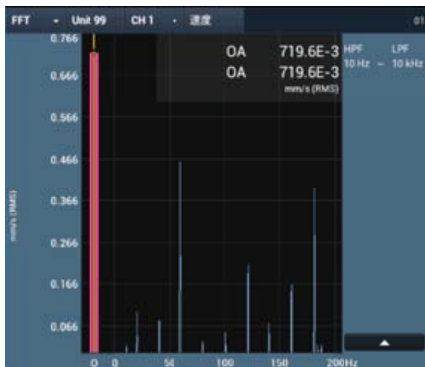 FFT Unit 99 CH 1 · 速度 01
0.766
OA 719.6E-3 HPF LPF
OA 719.6E-3 10 Hz ~ 10 kHz
mm/s (RMS)
0.666
0.566
0.466
0.366
mm/s (RMS)
0.266
0.166
0.066
O 0 50 100 150 200Hz